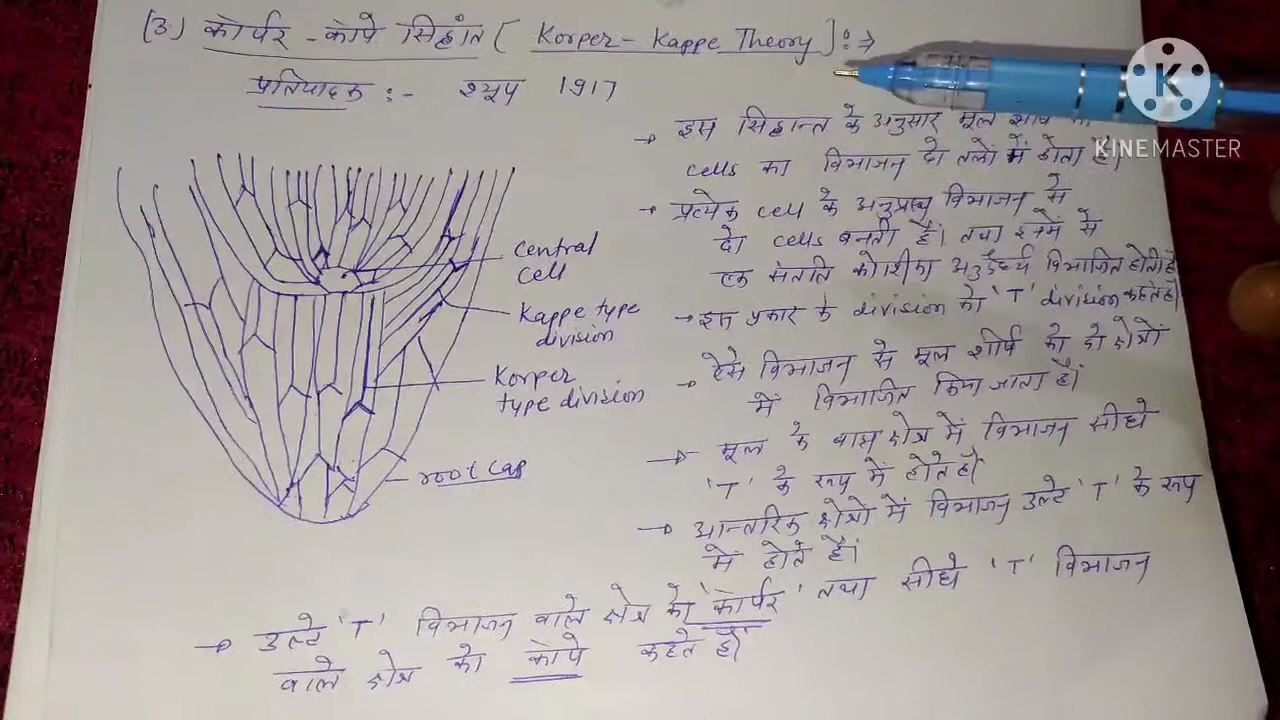 (3) कॉर्पर - कोपे सिद्धांत ( Korper - Kappe Theory ) :⇒
प्रतिपादक :- श्यूप 1917
→ इस सिद्धान्त के अनुसार मूल शीर्ष
cells का विभाजन दो तलों में होता है।
→ प्रत्येक cell के अनुप्रस्थ विभाजन से
दो cells बनती हैं। तथा इनमें से
एक संतति कोशिका अनुदैर्ध्य विभाजित होती है
→ इस प्रकार के division को 'T' division कहते हैं।
→ ऐसे विभाजन से मूल शीर्ष को दो क्षेत्रों
में विभाजित किया जाता है।
→ मूल के बाह्य क्षेत्र में विभाजन सीधे
'T' के रूप में होते हैं।
→ आन्तरिक क्षेत्रों में विभाजन उल्टे 'T' के रूप
में होते हैं।
→ उल्टे 'T' विभाजन वाले क्षेत्र को 'कॉर्पर' तथा सीधे 'T' विभाजन
वाले क्षेत्र को कोपे कहते हैं।
central
cell
Kappe type
division
Korper
type division
root cap
K
KINEMASTER